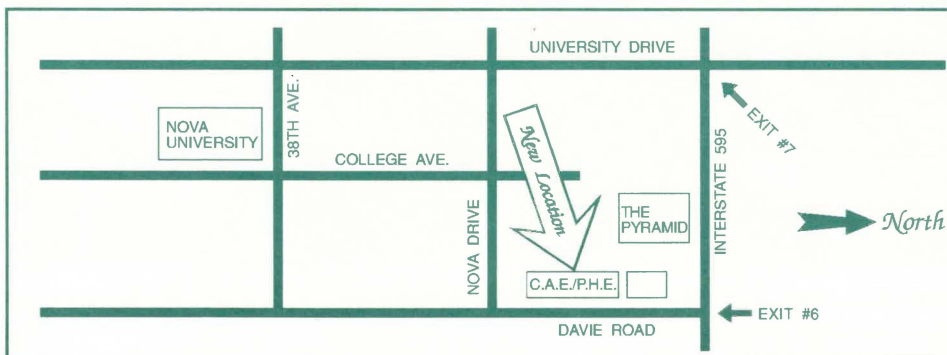 UNIVERSITY DRIVE
NOVA
UNIVERSITY
38TH AVE.
COLLEGE AVE.
New Location
NOVA DRIVE
THE
PYRAMID
INTERSTATE 595
EXIT #7
North
C.A.E./P.H.E.
EXIT #6
DAVIE ROAD